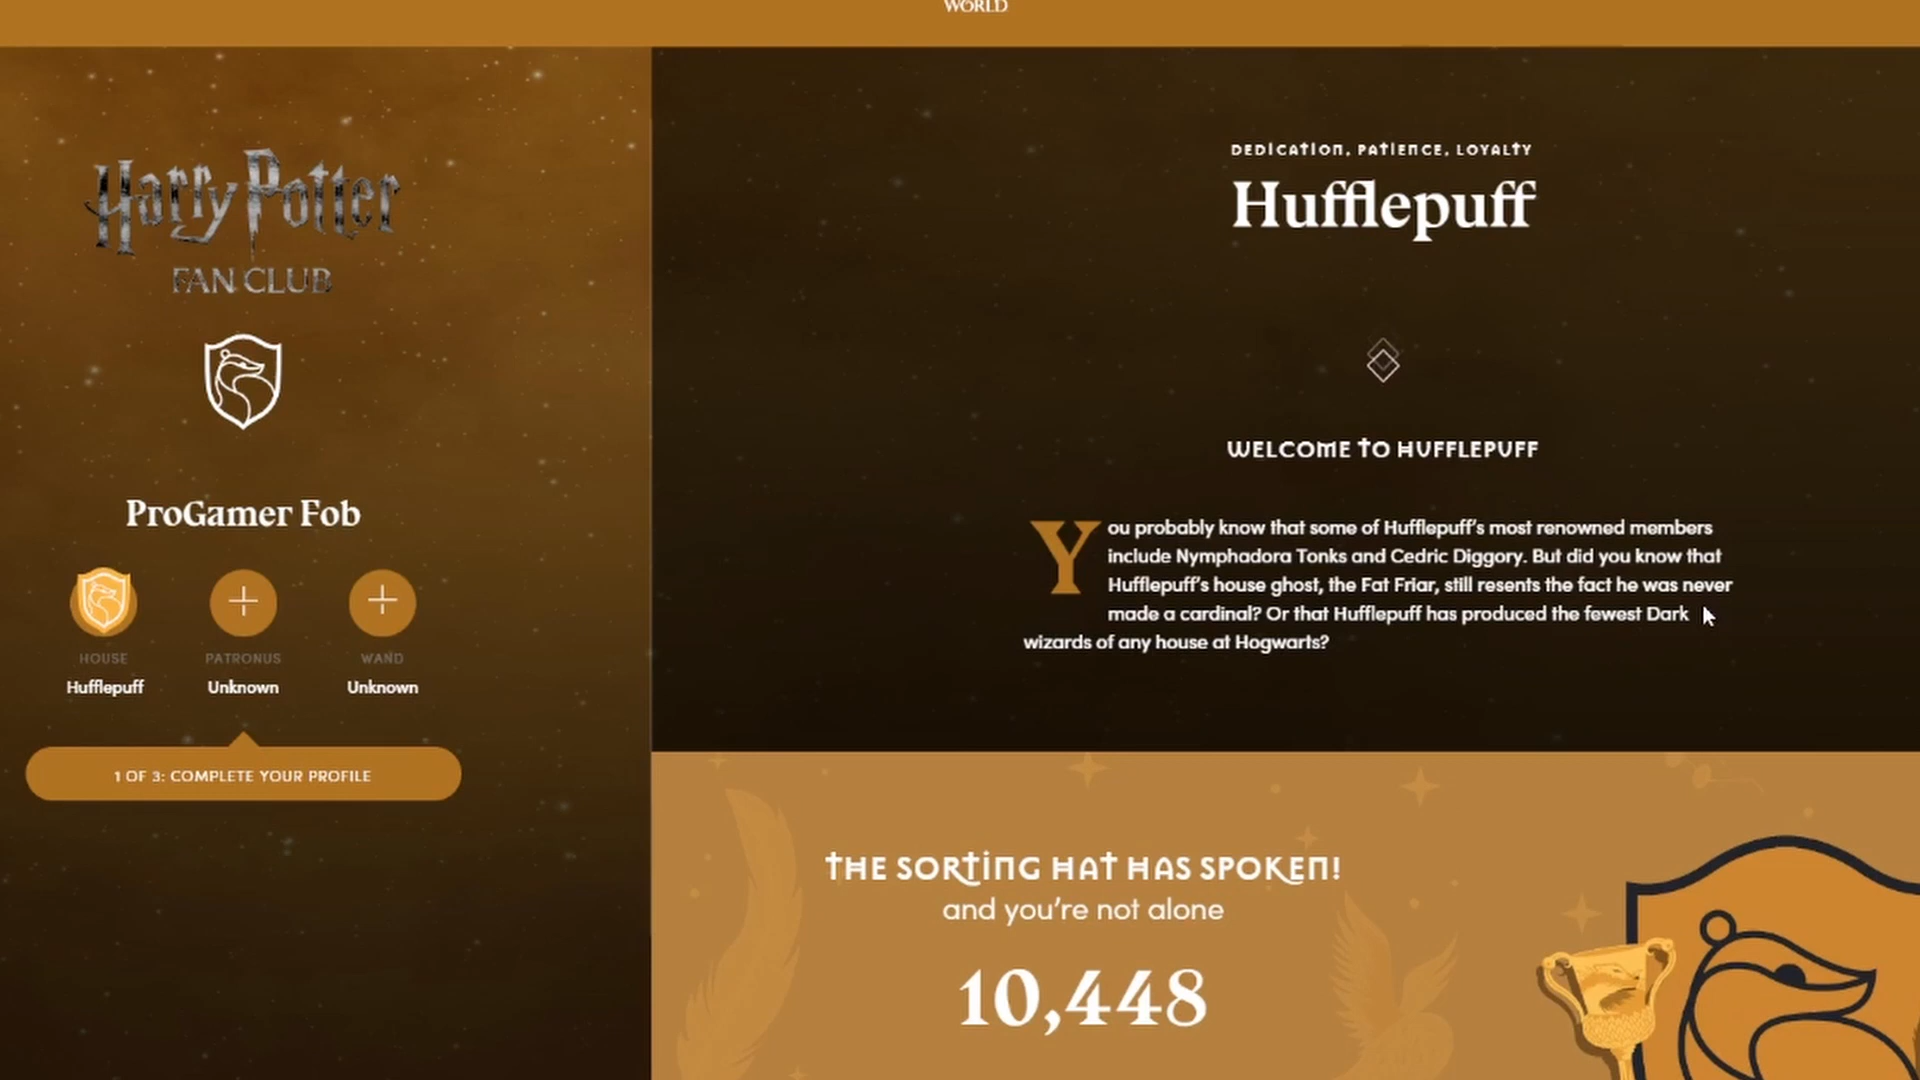 WORLD
Harry Potter
FAN CLUB
ProGamer Fob
HOUSE
PATRONUS
WAND
Hufflepuff
Unknown
Unknown
1 OF 3: COMPLETE YOUR PROFILE
DEDICATION, PATIENCE, LOYALTY
Hufflepuff
WELCOME TO HUFFLEPUFF
You probably know that some of Hufflepuff's most renowned members
include Nymphadora Tonks and Cedric Diggory. But did you know that
Hufflepuff's house ghost, the Fat Friar, still resents the fact he was never
made a cardinal? Or that Hufflepuff has produced the fewest Dark
wizards of any house at Hogwarts?
THE SORTING HAT HAS SPOKEN!
and you're not alone
10,448